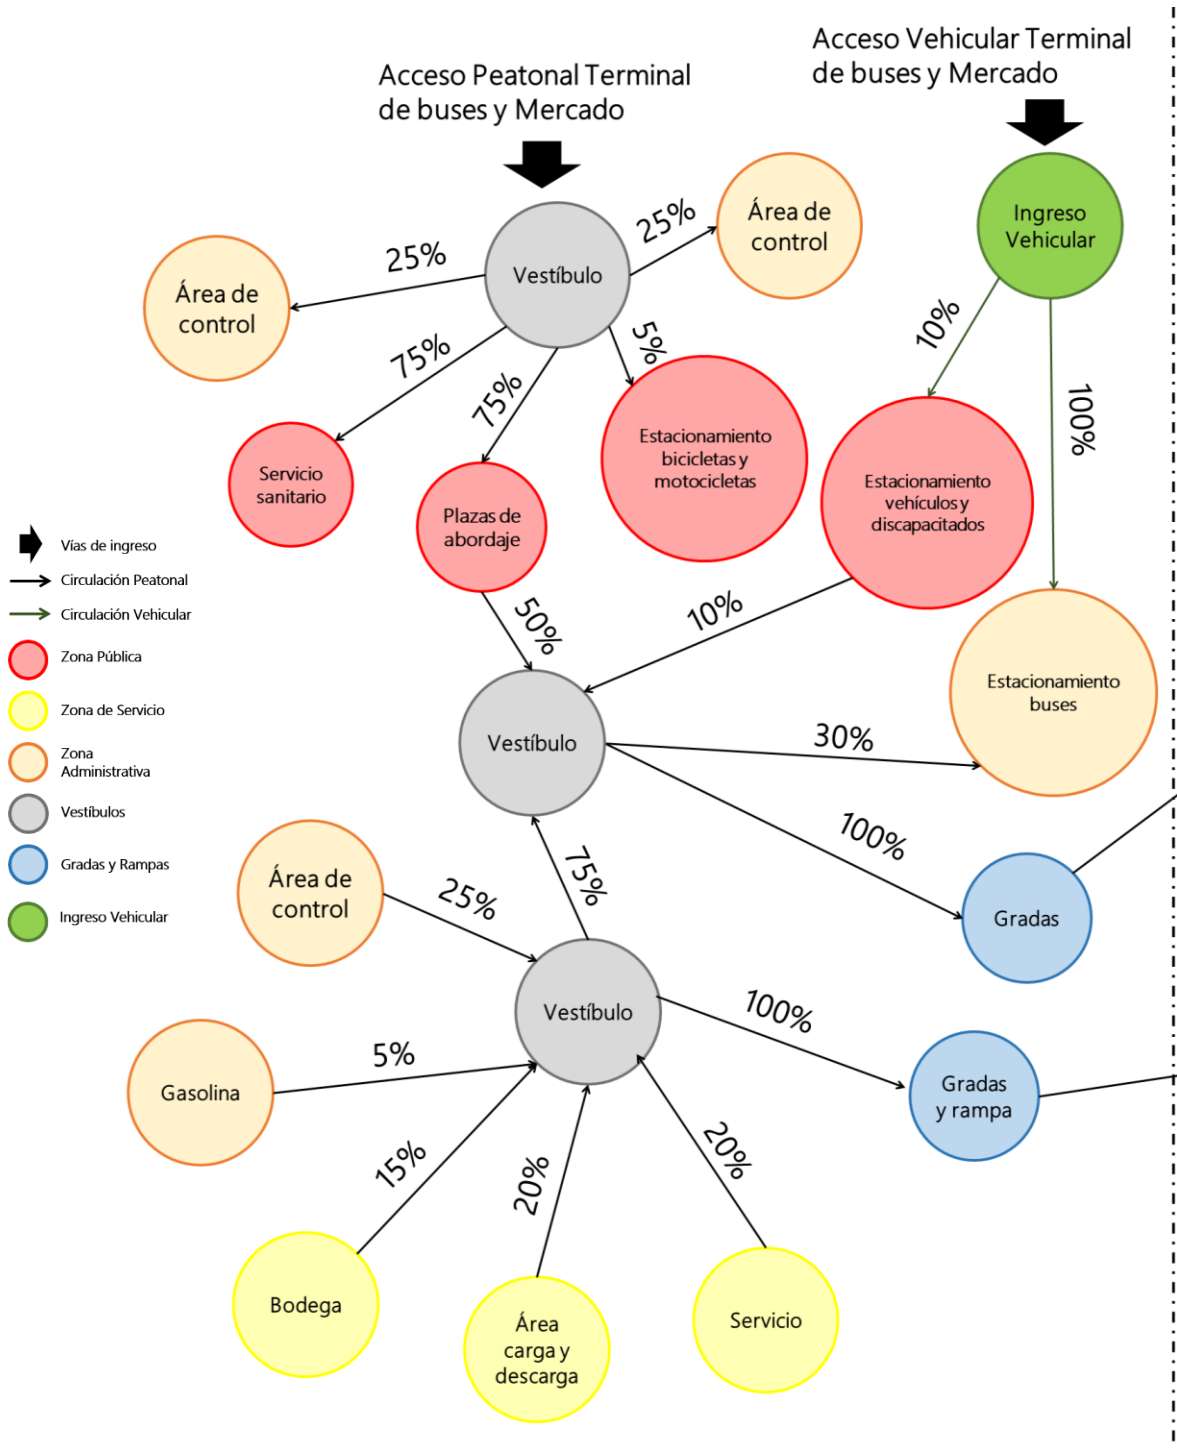 Acceso Peatonal Terminal
de buses y Mercado
Acceso Vehicular Terminal
de buses y Mercado
Área de
control
25%
Vestíbulo
25%
Área de
control
Ingreso
Vehicular
75%
75%
5%
10%
100%
Servicio
sanitario
Plazas de
abordaje
Estacionamiento
bicicletas y
motocicletas
Estacionamiento
vehículos y
discapacitados
50%
10%
Estacionamiento
buses
Vestíbulo
30%
100%
Gradas
75%
Área de
control
25%
Vestíbulo
100%
Gradas
y rampa
Gasolina
5%
15%
20%
20%
Bodega
Área
carga y
descarga
Servicio
Vías de ingreso
Circulación Peatonal
Circulación Vehicular
Zona Pública
Zona de Servicio
Zona
Administrativa
Vestíbulos
Gradas y Rampas
Ingreso Vehicular